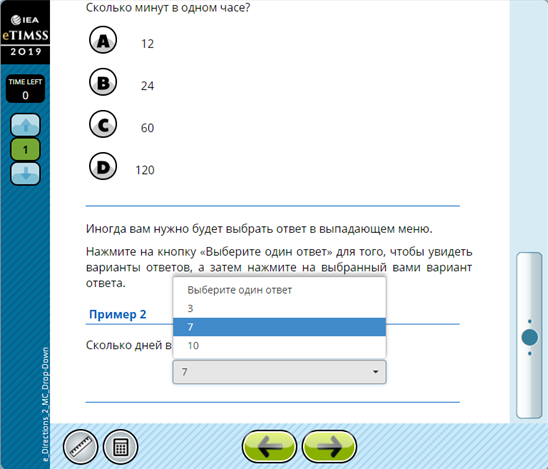 IEA
eTIMSS
2019
TIME LEFT
0
1
e_Directions_2_MC_Drop-Down
Сколько минут в одном часе?
A 12
B 24
C 60
D 120
Иногда вам нужно будет выбрать ответ в выпадающем меню.
Нажмите на кнопку «Выберите один ответ» для того, чтобы увидеть
варианты ответов, а затем нажмите на выбранный вами вариант
ответа.
Пример 2
Сколько дней в
Выберите один ответ
3
7
10
7